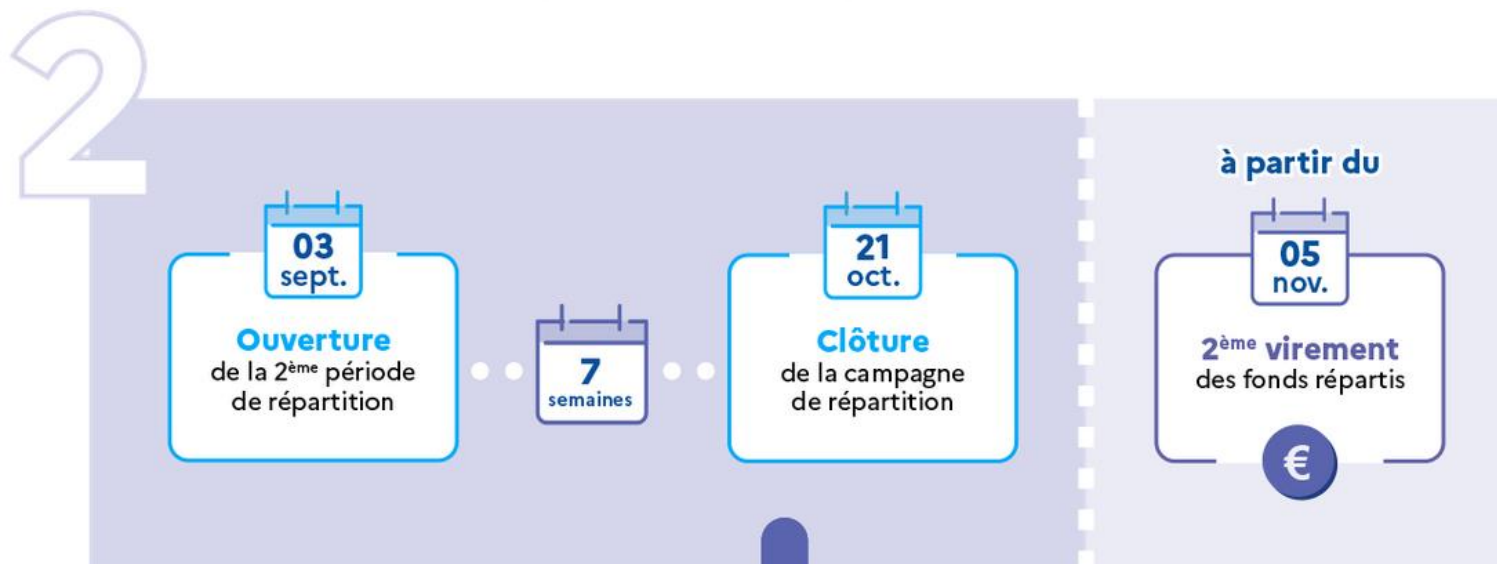 2
03
sept.
Ouverture
de la 2ème période
de répartition
7
semaines
21
oct.
Clôture
de la campagne
de répartition
à partir du
05
nov.
2ème virement
des fonds répartis
€